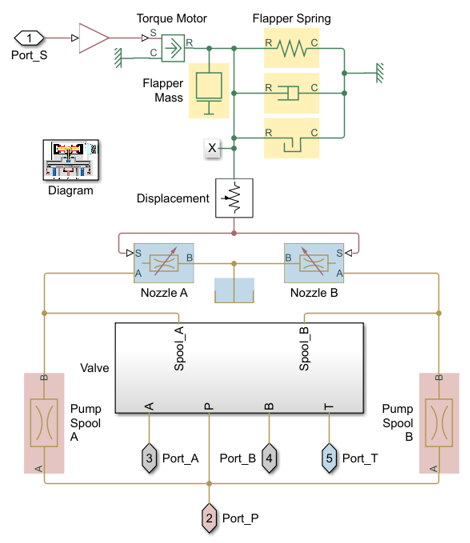 Torque Motor
Flapper Spring
1
Port_S
S
C
R
R
C
Flapper
Mass
R
C
R
C
X
Diagram
Displacement
S
A
B
Nozzle A
B
S
A
Nozzle B
Spool_A
Spool_B
Valve
A
P
B
T
B
A
Pump
Spool
A
Pump
Spool
B
B
A
3
Port_A
Port_B
4
5
Port_T
2
Port_P